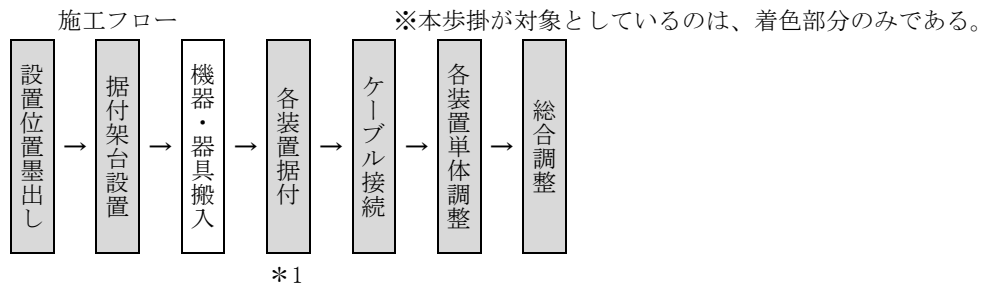 施工フロー
※本歩掛が対象としているのは、着色部分のみである。
設置位置墨出し
→
据付架台設置
→
機器・器具搬入
→
各装置据付
→
ケーブル接続
→
各装置単体調整
→
総合調整
＊1